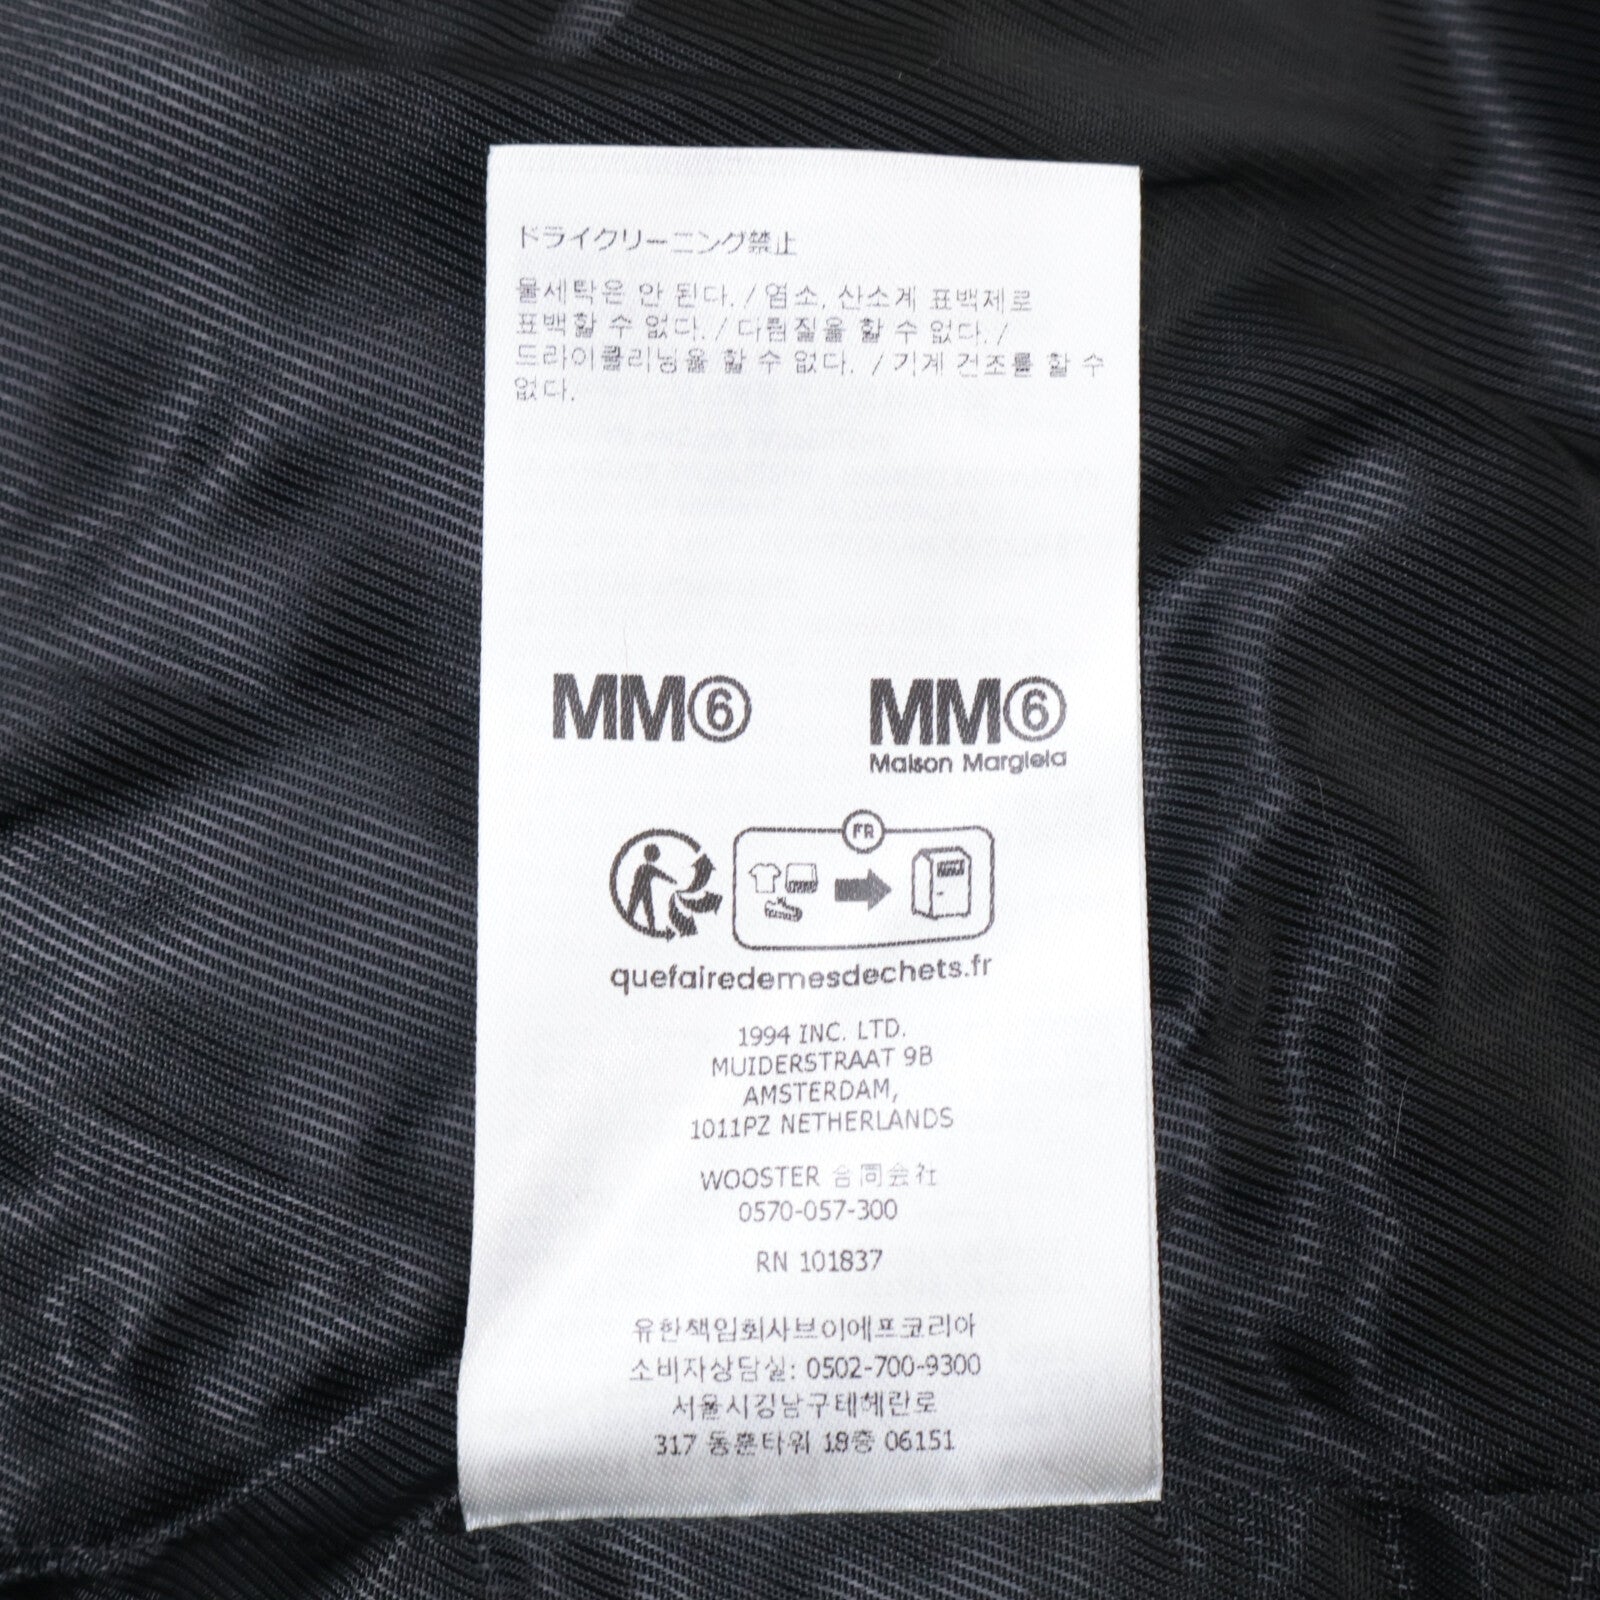 ドライクリーニング禁止
물세탁은 안 된다. / 염소, 산소계 표백제로
표백할 수 없다. / 다림질을 할 수 없다. /
드라이클리닝을 할 수 없다. / 기계 건조를 할 수
없다.
MM6
MM6
Maison Margiela
FR
quefairedemesdechets.fr
1994 INC. LTD.
MUIDERSTRAAT 9B
AMSTERDAM,
1011PZ NETHERLANDS
WOOSTER 合同会社
0570-057-300
RN 101837
유한책임회사브이에프코리아
소비자상담실: 0502-700-9300
서울시강남구테헤란로
317 동훈타워 18층 06151